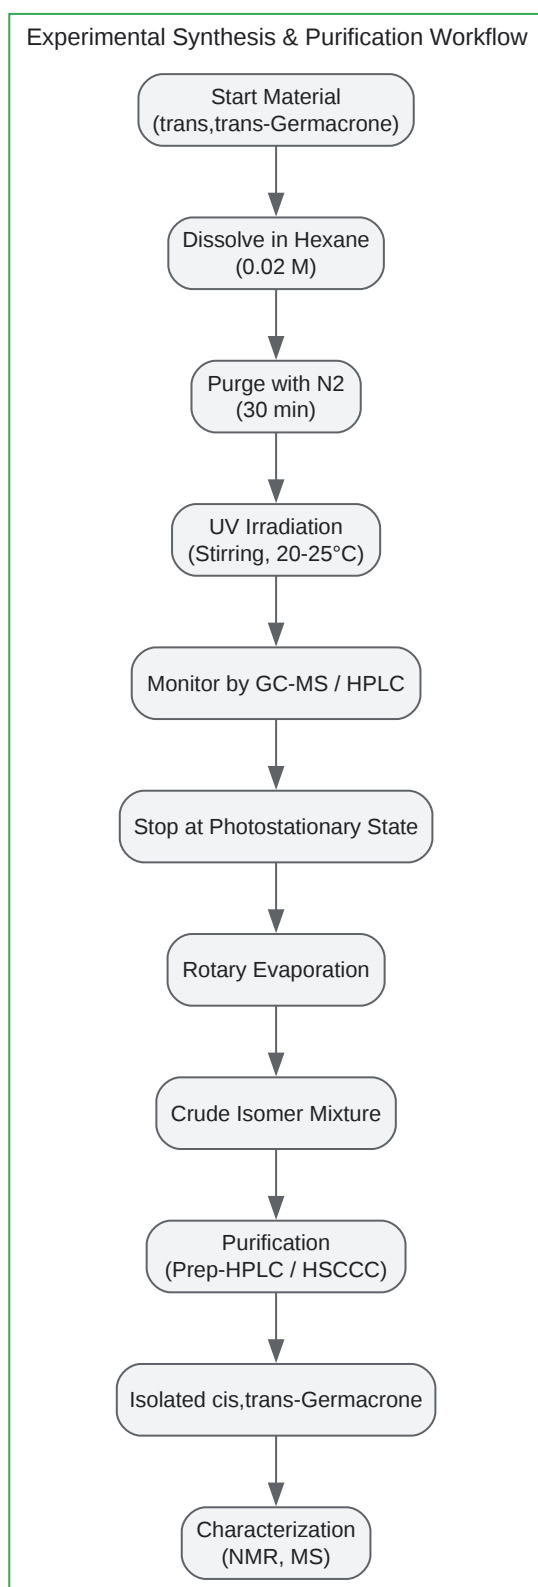 Experimental Synthesis & Purification Workflow
Start Material
(trans,trans-Germacrone)
Dissolve in Hexane
(0.02 M)
Purge with N2
(30 min)
UV Irradiation
(Stirring, 20-25°C)
Monitor by GC-MS / HPLC
Stop at Photostationary State
Rotary Evaporation
Crude Isomer Mixture
Purification
(Prep-HPLC / HSCCC)
Isolated cis,trans-Germacrone
Characterization
(NMR, MS)